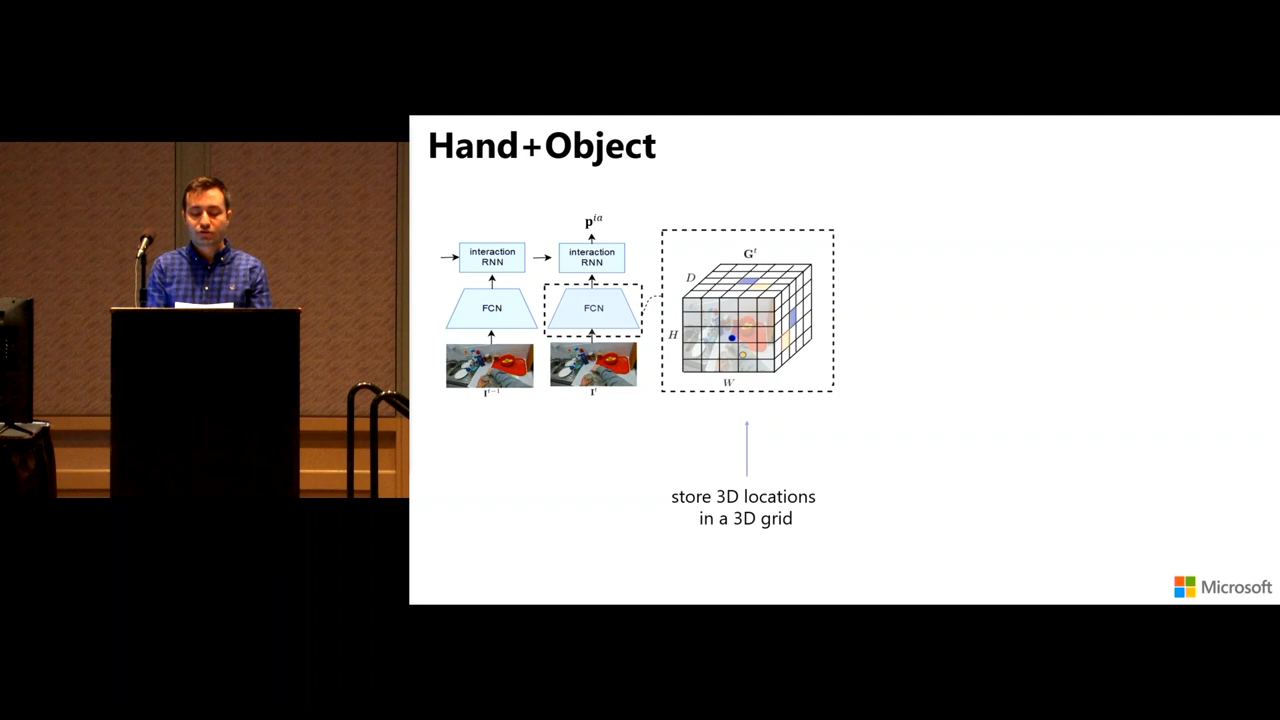 Hand+Object
p^{ia}
interaction
RNN
interaction
RNN
FCN
FCN
I^{t-1}
I^t
G^t
D
H
W
store 3D locations
in a 3D grid
Microsoft